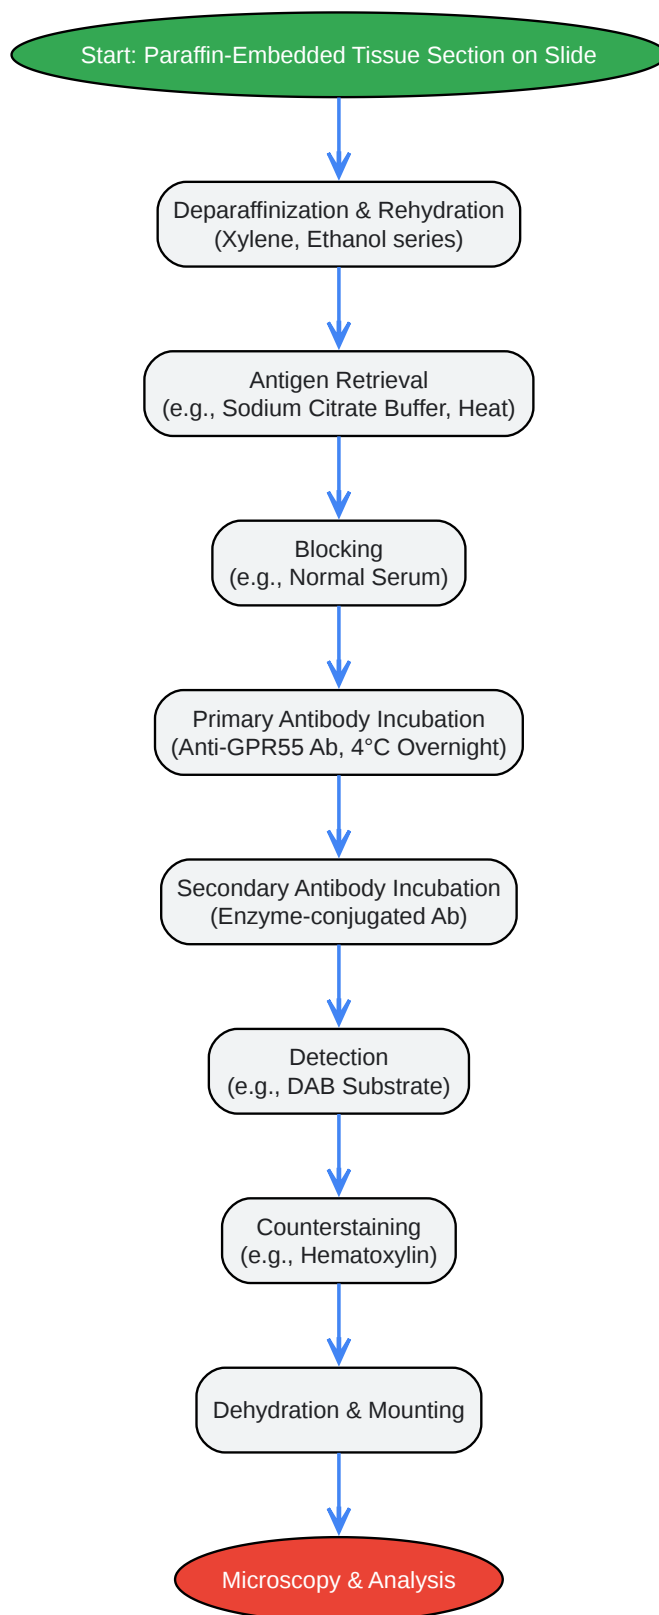 Start: Paraffin-Embedded Tissue Section on Slide
Deparaffinization & Rehydration
(Xylene, Ethanol series)
Antigen Retrieval
(e.g., Sodium Citrate Buffer, Heat)
Blocking
(e.g., Normal Serum)
Primary Antibody Incubation
(Anti-GPR55 Ab, 4°C Overnight)
Secondary Antibody Incubation
(Enzyme-conjugated Ab)
Detection
(e.g., DAB Substrate)
Counterstaining
(e.g., Hematoxylin)
Dehydration & Mounting
Microscopy & Analysis